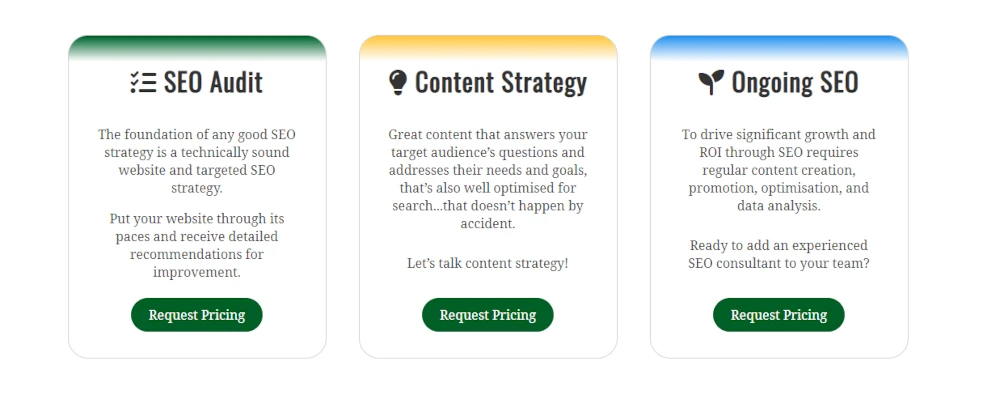 SEO Audit
The foundation of any good SEO
strategy is a technically sound
website and targeted SEO
strategy.
Put your website through its
paces and receive detailed
recommendations for
improvement.
Request Pricing
Content Strategy
Great content that answers your
target audience’s questions and
addresses their needs and goals,
that’s also well optimised for
search...that doesn’t happen by
accident.
Let’s talk content strategy!
Request Pricing
Ongoing SEO
To drive significant growth and
ROI through SEO requires
regular content creation,
promotion, optimisation, and
data analysis.
Ready to add an experienced
SEO consultant to your team?
Request Pricing